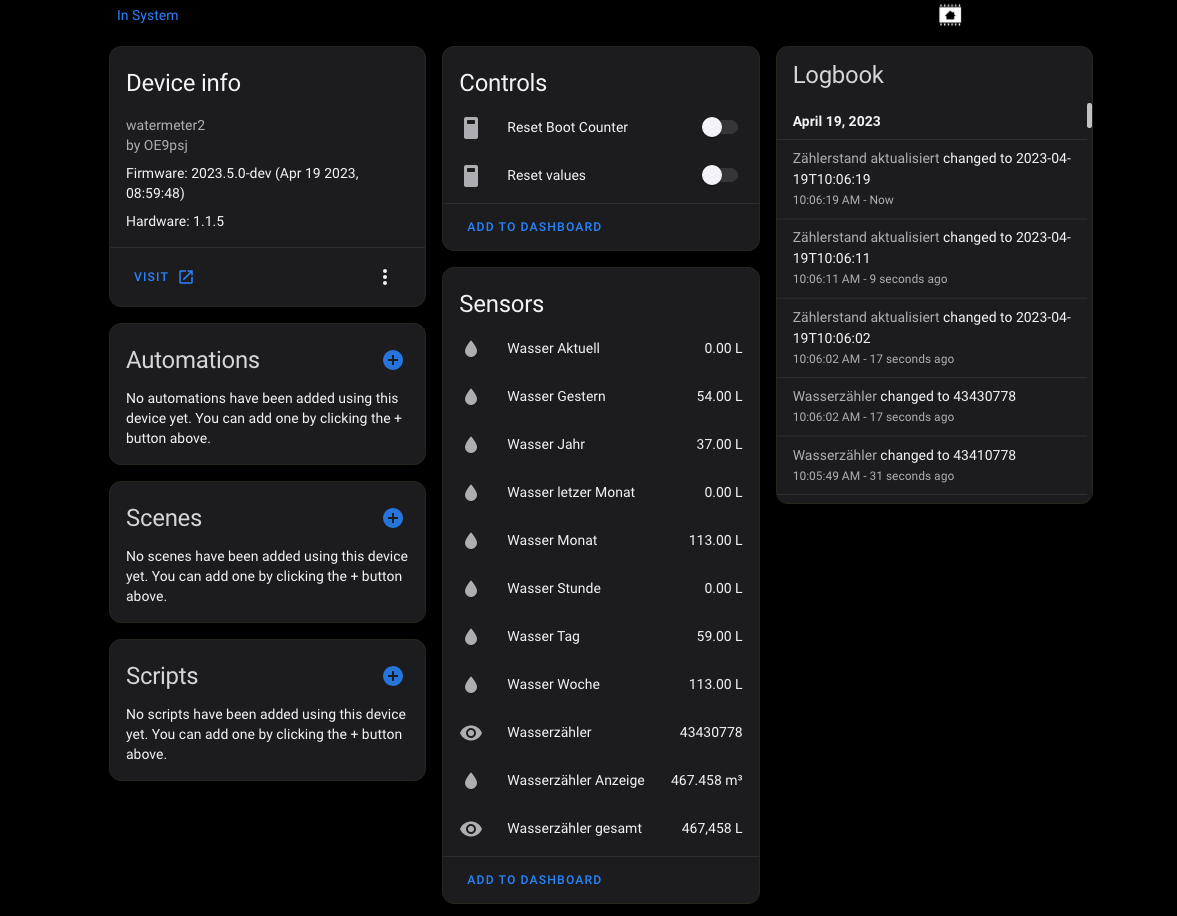 In System
Device info
watermeter2
by OE9psj
Firmware: 2023.5.0-dev (Apr 19 2023,
08:59:48)
Hardware: 1.1.5
VISIT
Automations
No automations have been added using this
device yet. You can add one by clicking the +
button above.
Scenes
No scenes have been added using this device
yet. You can add one by clicking the + button
above.
Scripts
No scripts have been added using this device
yet. You can add one by clicking the + button
above.
Controls
Reset Boot Counter
Reset values
ADD TO DASHBOARD
Sensors
Wasser Aktuell 0.00 L
Wasser Gestern 54.00 L
Wasser Jahr 37.00 L
Wasser letzer Monat 0.00 L
Wasser Monat 113.00 L
Wasser Stunde 0.00 L
Wasser Tag 59.00 L
Wasser Woche 113.00 L
Wasserzähler 43430778
Wasserzähler Anzeige 467.458 m³
Wasserzähler gesamt 467,458 L
ADD TO DASHBOARD
Logbook
April 19, 2023
Zählerstand aktualisiert changed to 2023-04-
19T10:06:19
10:06:19 AM - Now
Zählerstand aktualisiert changed to 2023-04-
19T10:06:11
10:06:11 AM - 9 seconds ago
Zählerstand aktualisiert changed to 2023-04-
19T10:06:02
10:06:02 AM - 17 seconds ago
Wasserzähler changed to 43430778
10:06:02 AM - 17 seconds ago
Wasserzähler changed to 43410778
10:05:49 AM - 31 seconds ago